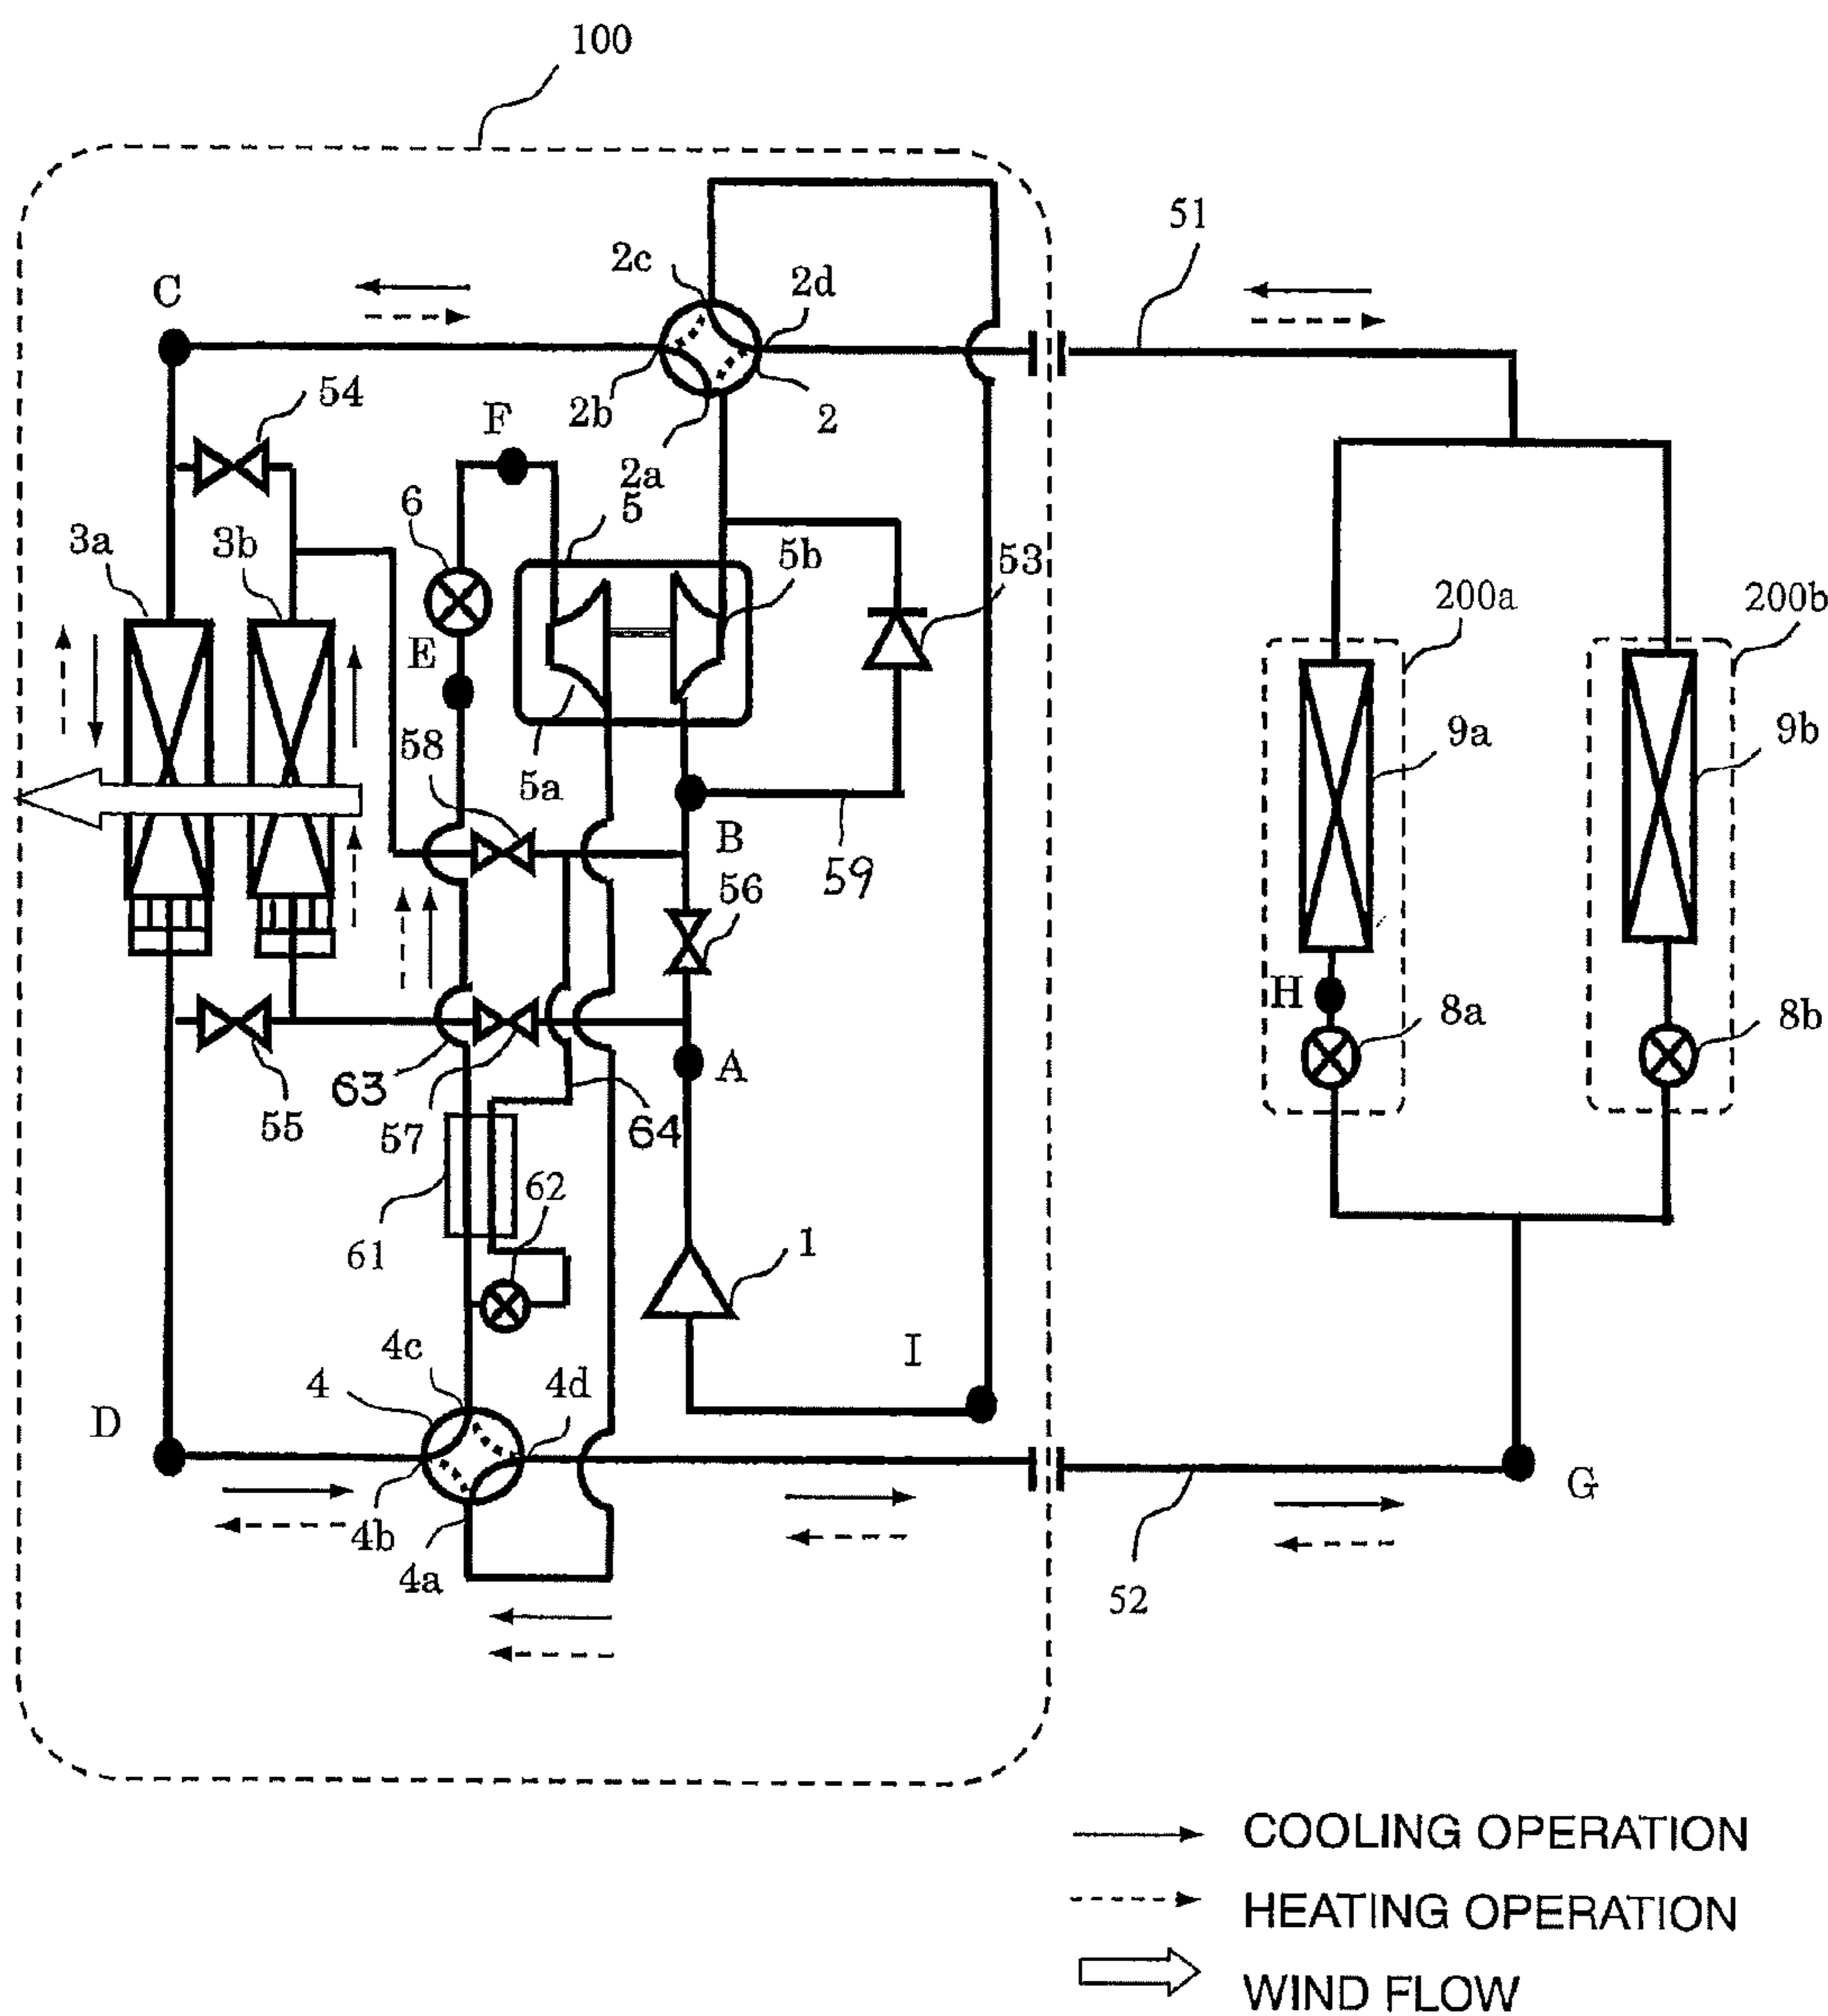 100
51
2c
2d
C
2b
2
54
F
2a
5
6
3a
3b
5b
53
200a
200b
E
9a
9b
58
5a
B
59
56
H
8a
8b
A
63
55
57
64
62
61
1
4c
I
4
4d
D
G
4b
4a
52
COOLING OPERATION
HEATING OPERATION
WIND FLOW